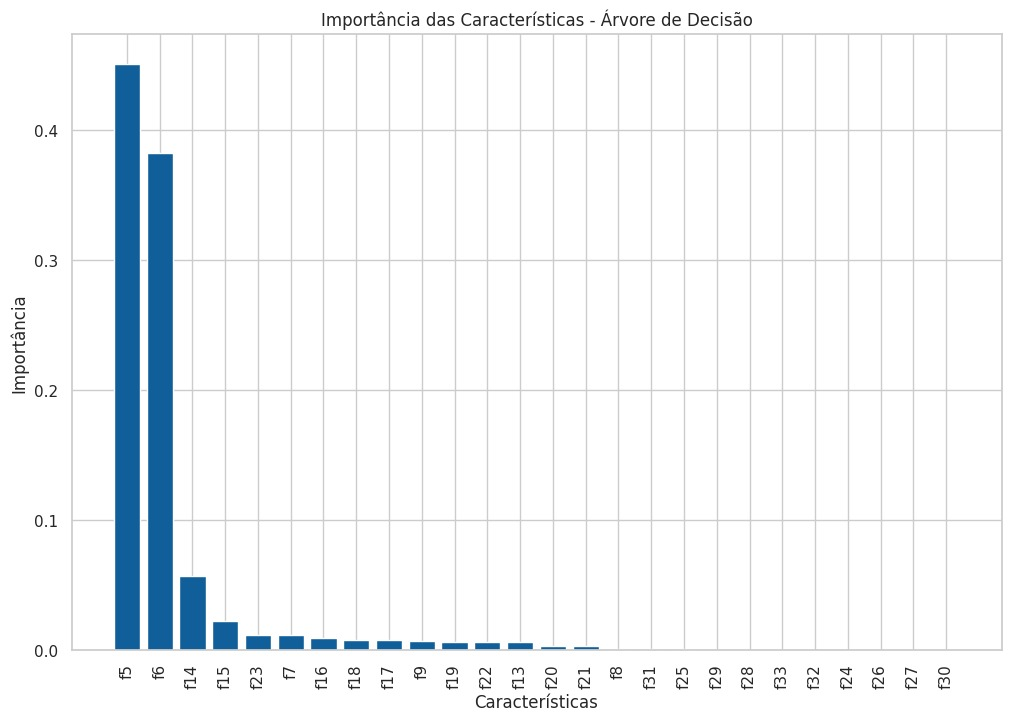 Importância das Características - Árvore de Decisão
Importância
0.4
0.3
0.2
0.1
0.0
f5 f6 f14 f15 f23 f7 f16 f18 f17 f9 f19 f22 f13 f20 f21 f8 f31 f25 f29 f28 f33 f32 f24 f26 f27 f30
Características